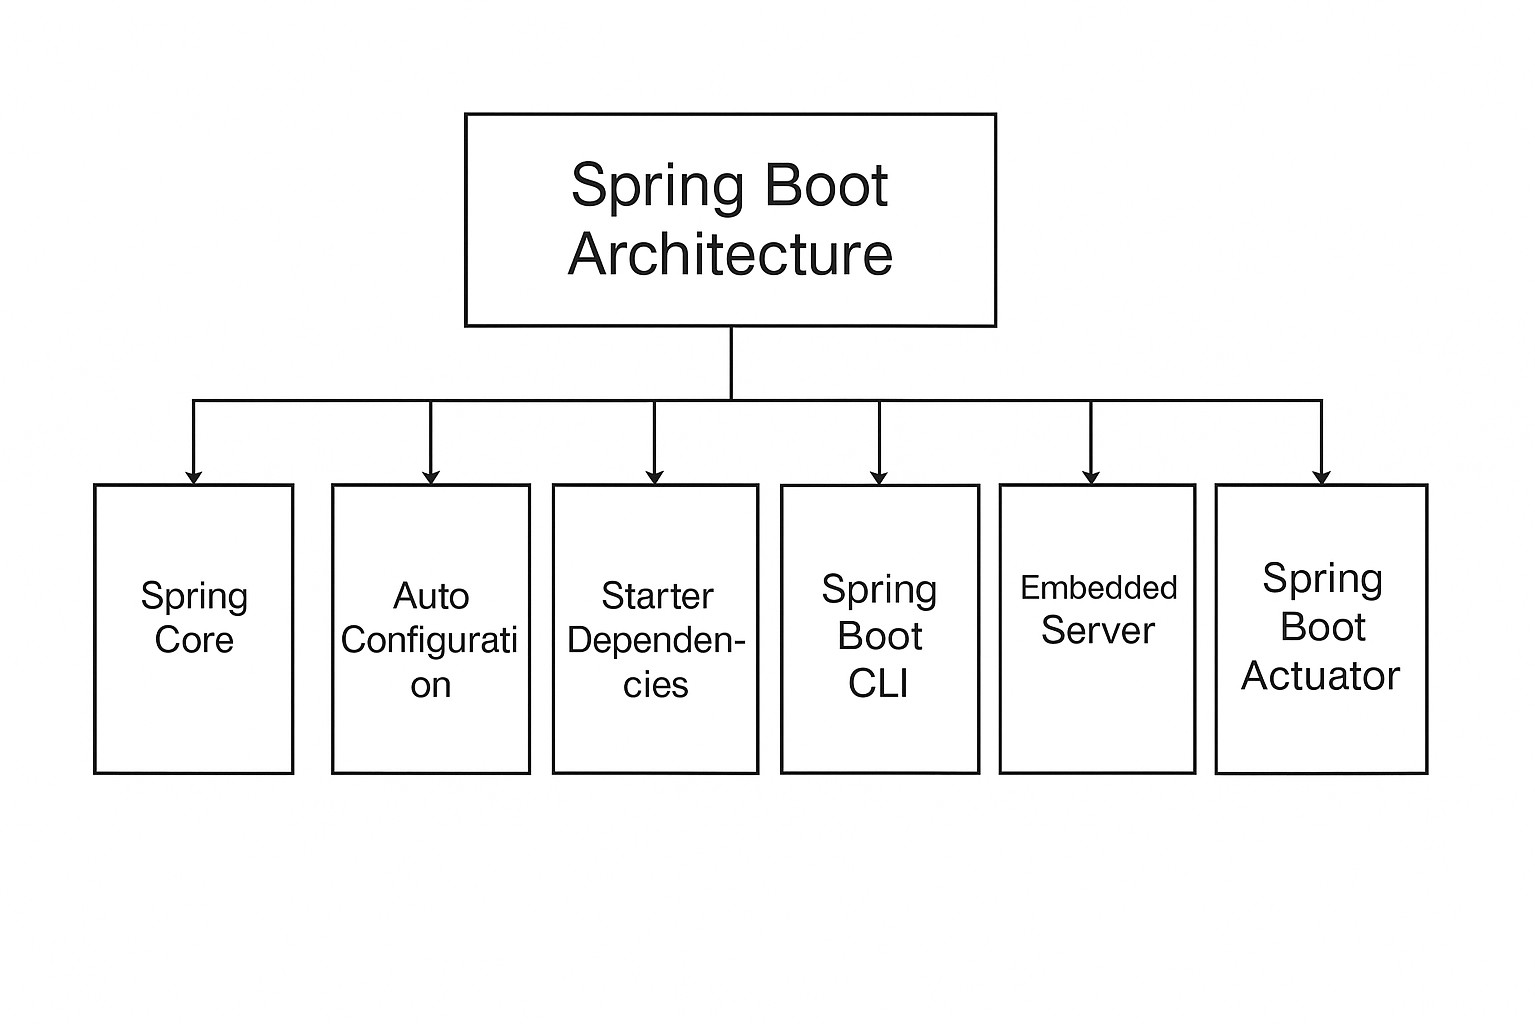 Spring Boot
Architecture
Spring
Core
Auto
Configurati
on
Starter
Dependen-
cies
Spring
Boot
CLI
Embedded
Server
Spring
Boot
Actuator